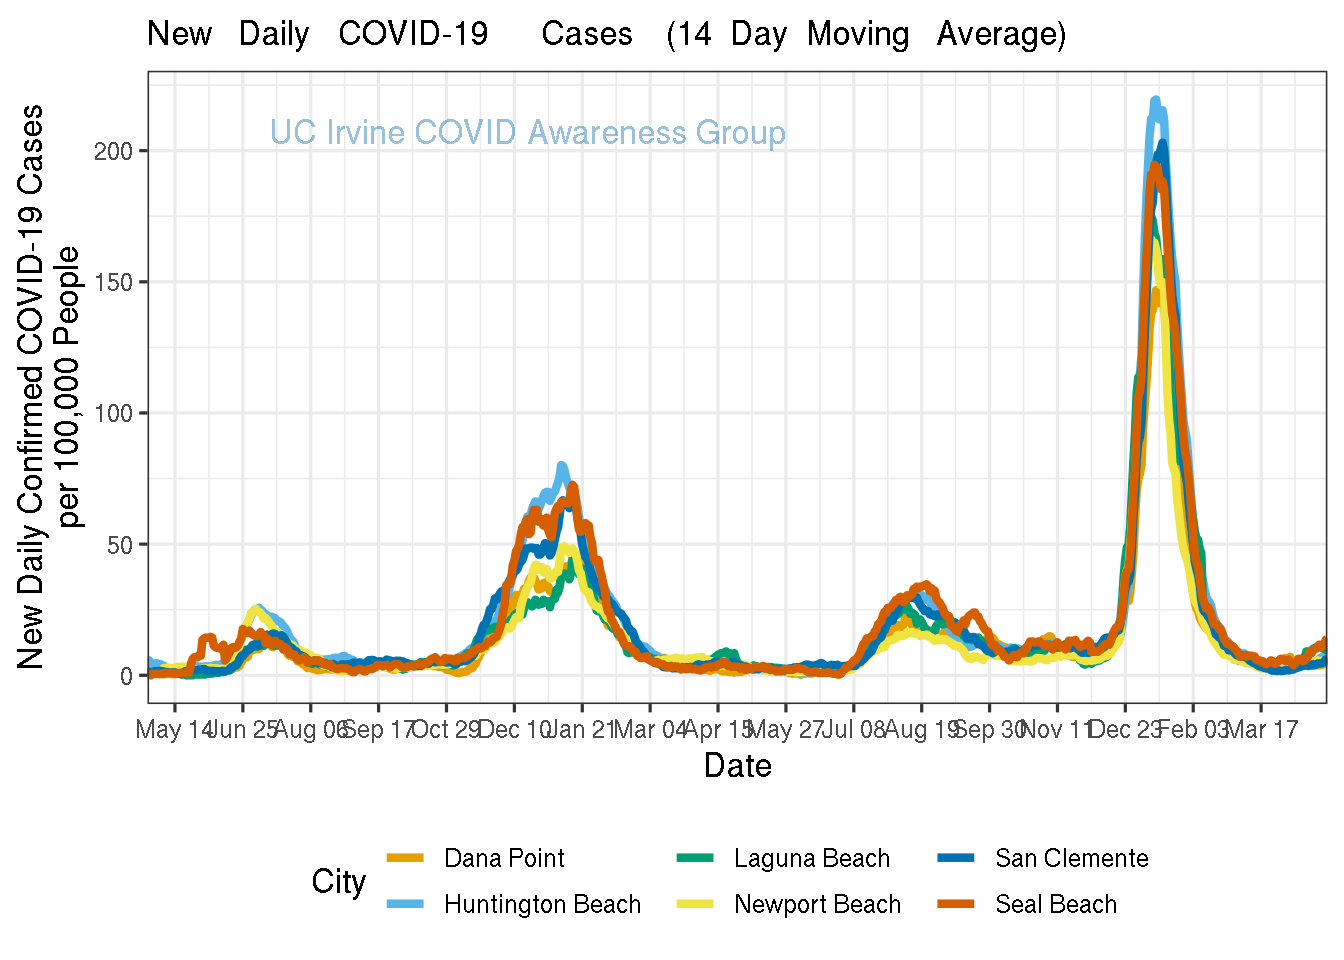 New Daily COVID-19 Cases (14 Day Moving Average)
UC Irvine COVID Awareness Group
New Daily Confirmed COVID-19 Cases
per 100,000 People
200
150
100
50
0
May 14 Jun 25 Aug 06 Sep 17 Oct 29 Dec 10 Jan 21 Mar 04 Apr 15 May 27 Jul 08 Aug 19 Sep 30 Nov 11 Dec 23 Feb 03 Mar 17
Date
City
Dana Point Laguna Beach San Clemente
Huntington Beach Newport Beach Seal Beach